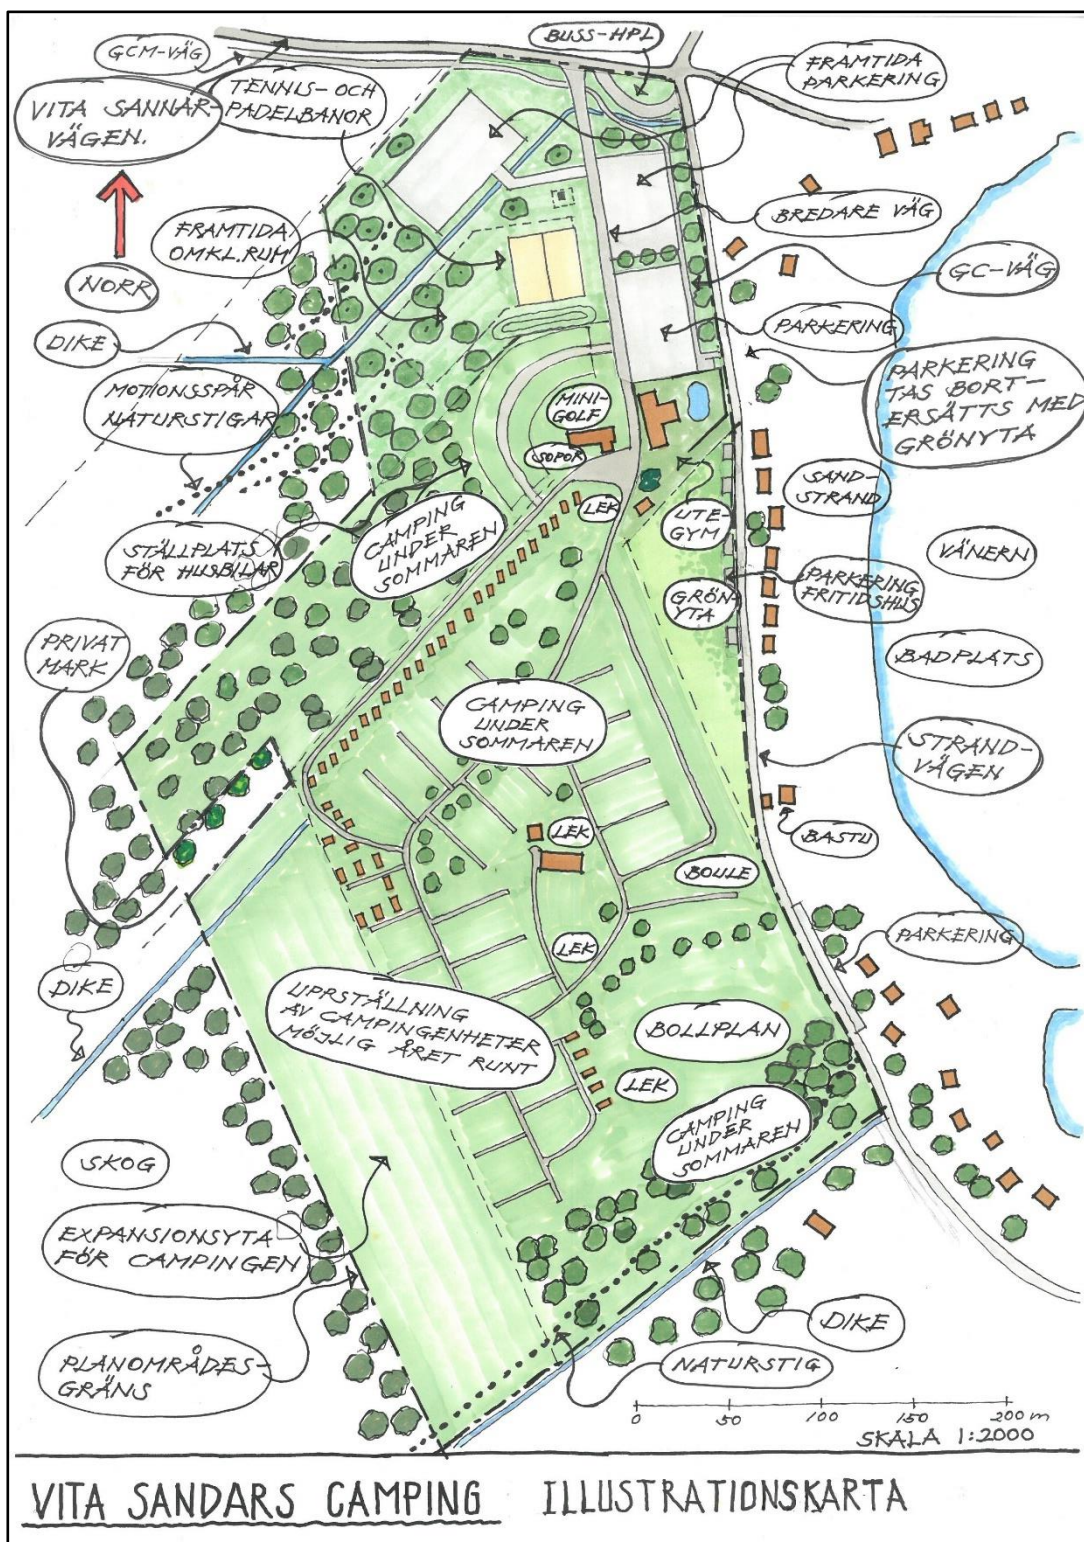 GCM-VÄG
BUSS-HPL
FRAMTIDA
PARKERING
VITA SANNAR-
VÄGEN.
TENNIS- OCH
PADELBANOR
FRAMTIDA
OMKL.RUM
BREDARE VÄG
NORR
GC-VÄG
DIKE
PARKERING
MOTIONSSPÅR
NATURSTIGAR
PARKERING
TAS BORT-
ERSÄTTS MED
GRÖNYTA
MINI-
GOLF
SOPOR
SAND-
STRAND
LEK
UTE-
GYM
CAMPING
UNDER
SOMMAREN
STÄLLPLATS
FÖR HUSBILAR
VÄNERN
GRÖN-
YTA
PARKERING
FRITIDSHUS
PRIVAT
MARK
BADPLATS
CAMPING
UNDER
SOMMAREN
STRAND-
VÄGEN
LEK
BASTU
BOULE
LEK
PARKERING
DIKE
UPPSTÄLLNING
AV CAMPINGENHETER
MÖJLIG ÅRET RUNT
BOLLPLAN
LEK
CAMPING
UNDER
SOMMAREN
SKOG
EXPANSIONSYTA
FÖR CAMPINGEN
DIKE
PLANOMRÅDES-
GRÄNS
NATURSTIG
0 50 100 150 200 m
SKALA 1:2000
VITA SANDARS CAMPING ILLUSTRATIONSKARTA